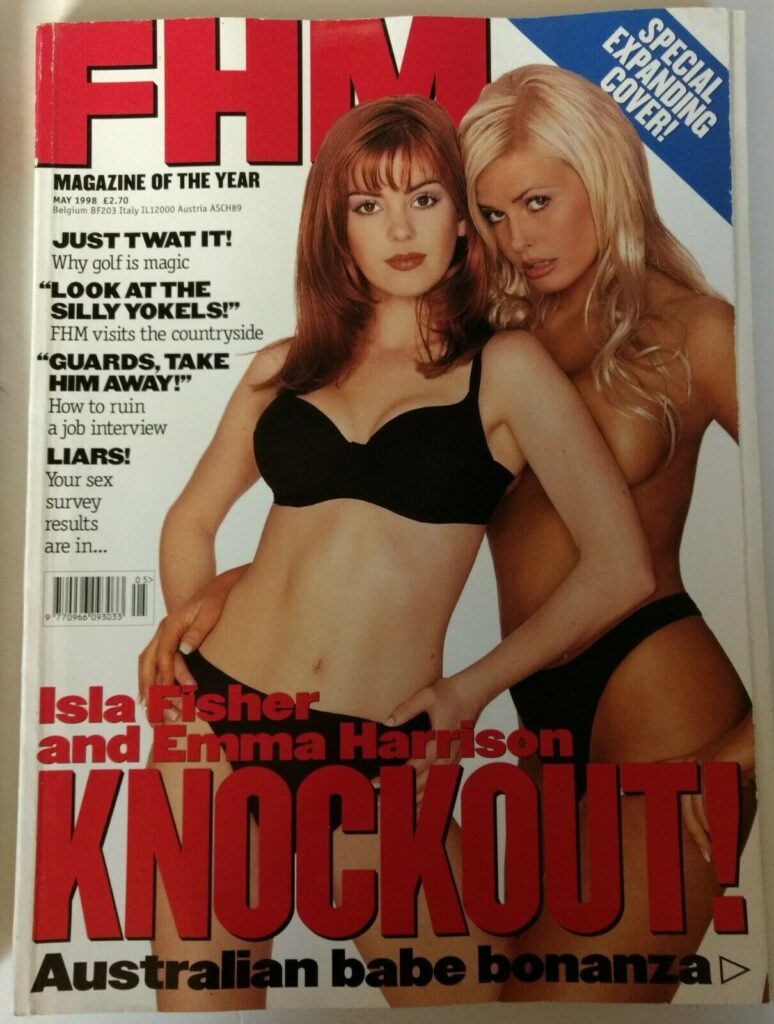 FHM
SPECIAL
EXPANDING
COVER!
MAGAZINE OF THE YEAR
MAY 1998 £2.70
Belgium BF203 Italy IL12000 Austria ASCH89
JUST TWAT IT!
Why golf is magic
“LOOK AT THE
SILLY YOKELS!”
FHM visits the countryside
“GUARDS, TAKE
HIM AWAY!”
How to ruin
a job interview
LIARS!
Your sex
survey
results
are in...
05>
9 770966 093033
Isla Fisher
and Emma Harrison
KNOCKOUT!
Australian babe bonanza